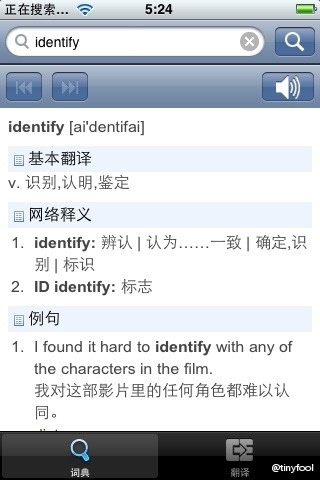 正在搜索... 5:24
identify
identify [ai'dentifai]
基本翻译
v. 识别,认明,鉴定
网络释义
1. identify: 辨认 | 认为……一致 | 确定,识
别 | 标识
2. ID identify: 标志
例句
1. I found it hard to identify with any of
the characters in the film.
我对这部影片里的任何角色都难以认
同。
词典 翻译
@tinyfool